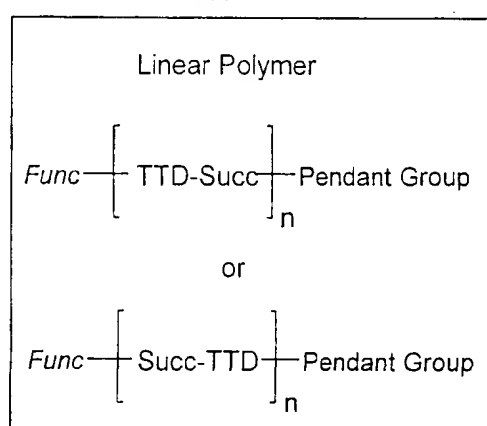 Linear Polymer
Func TTD-Succ Pendant Group
n
or
Func Succ-TTD Pendant Group
n